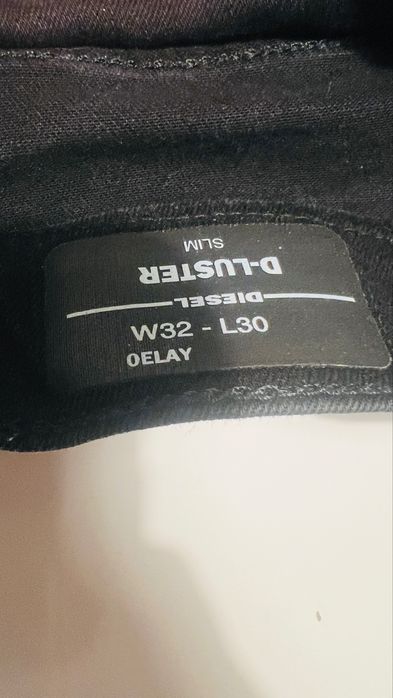 SLIM
D-LUSTER
DIESEL
W32 - L30
0ELAY